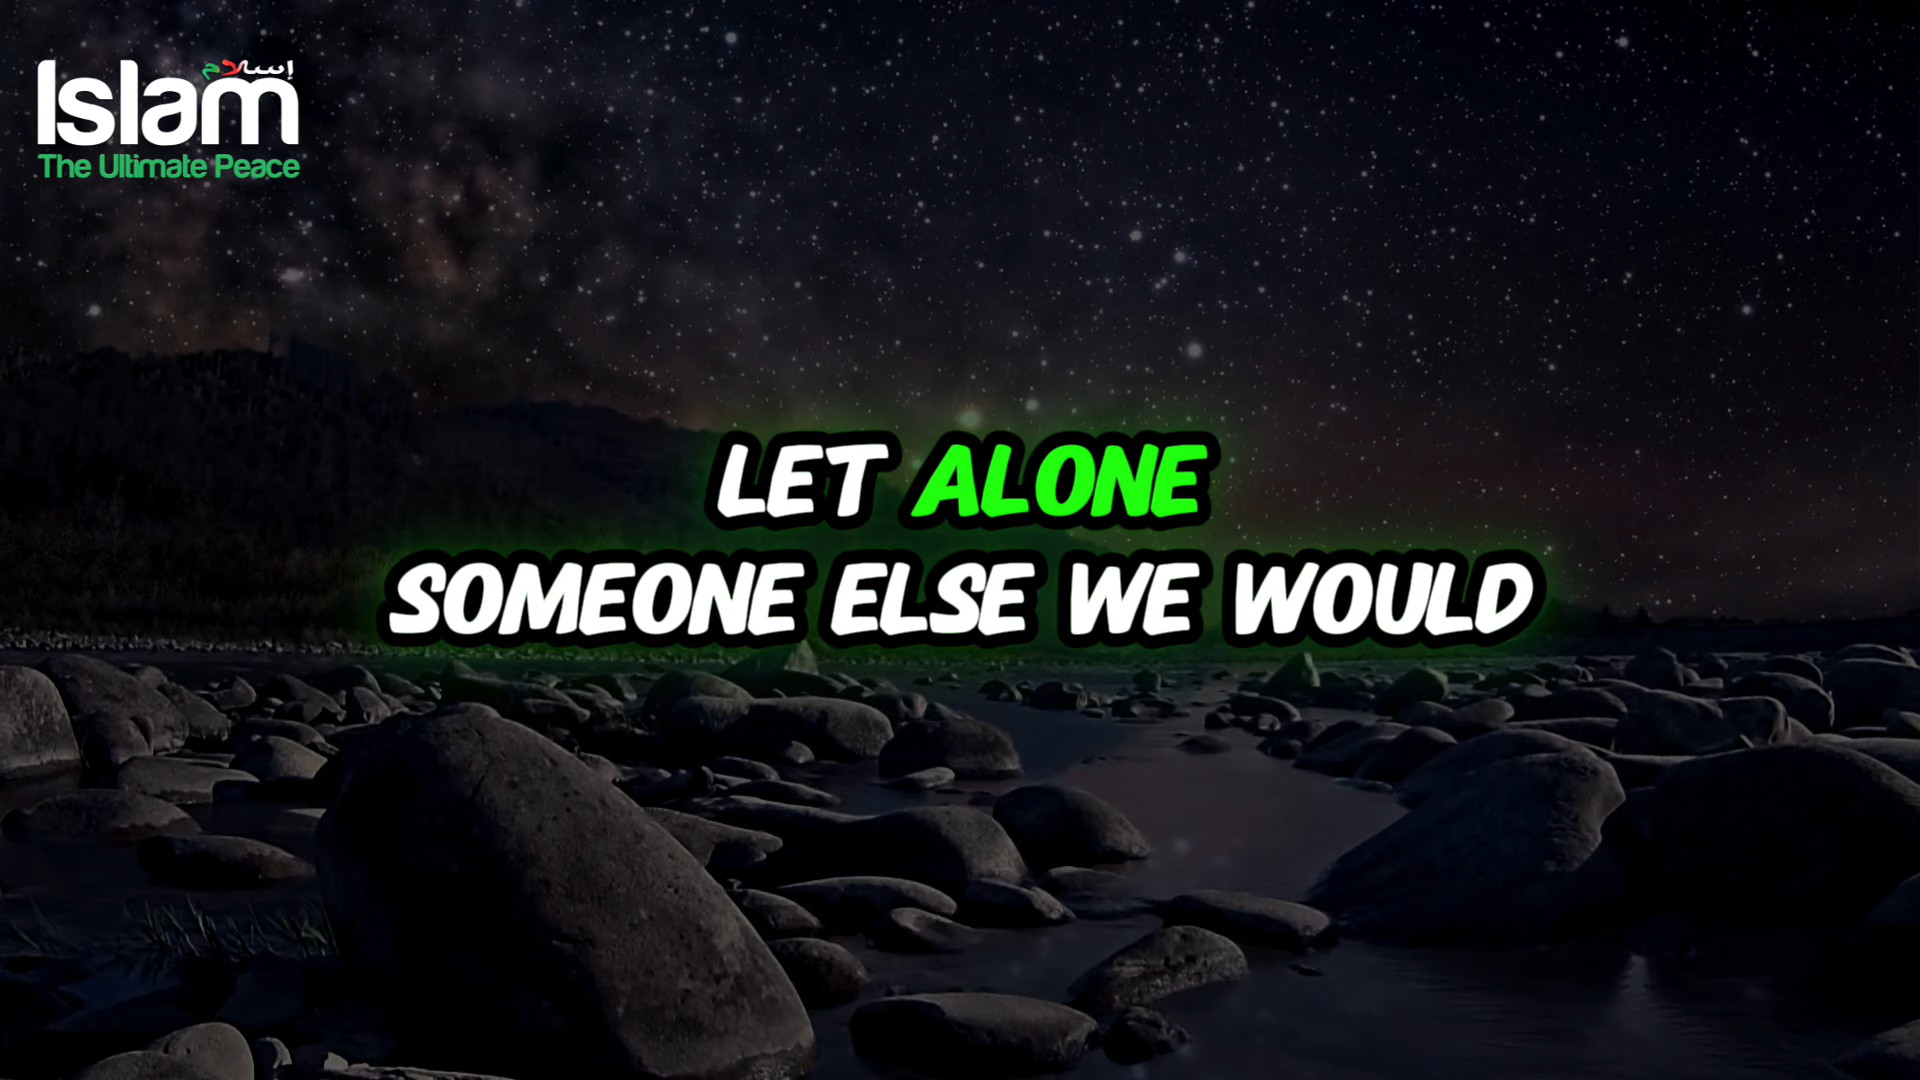 إسلام
Islam
The Ultimate Peace
LET ALONE
SOMEONE ELSE WE WOULD